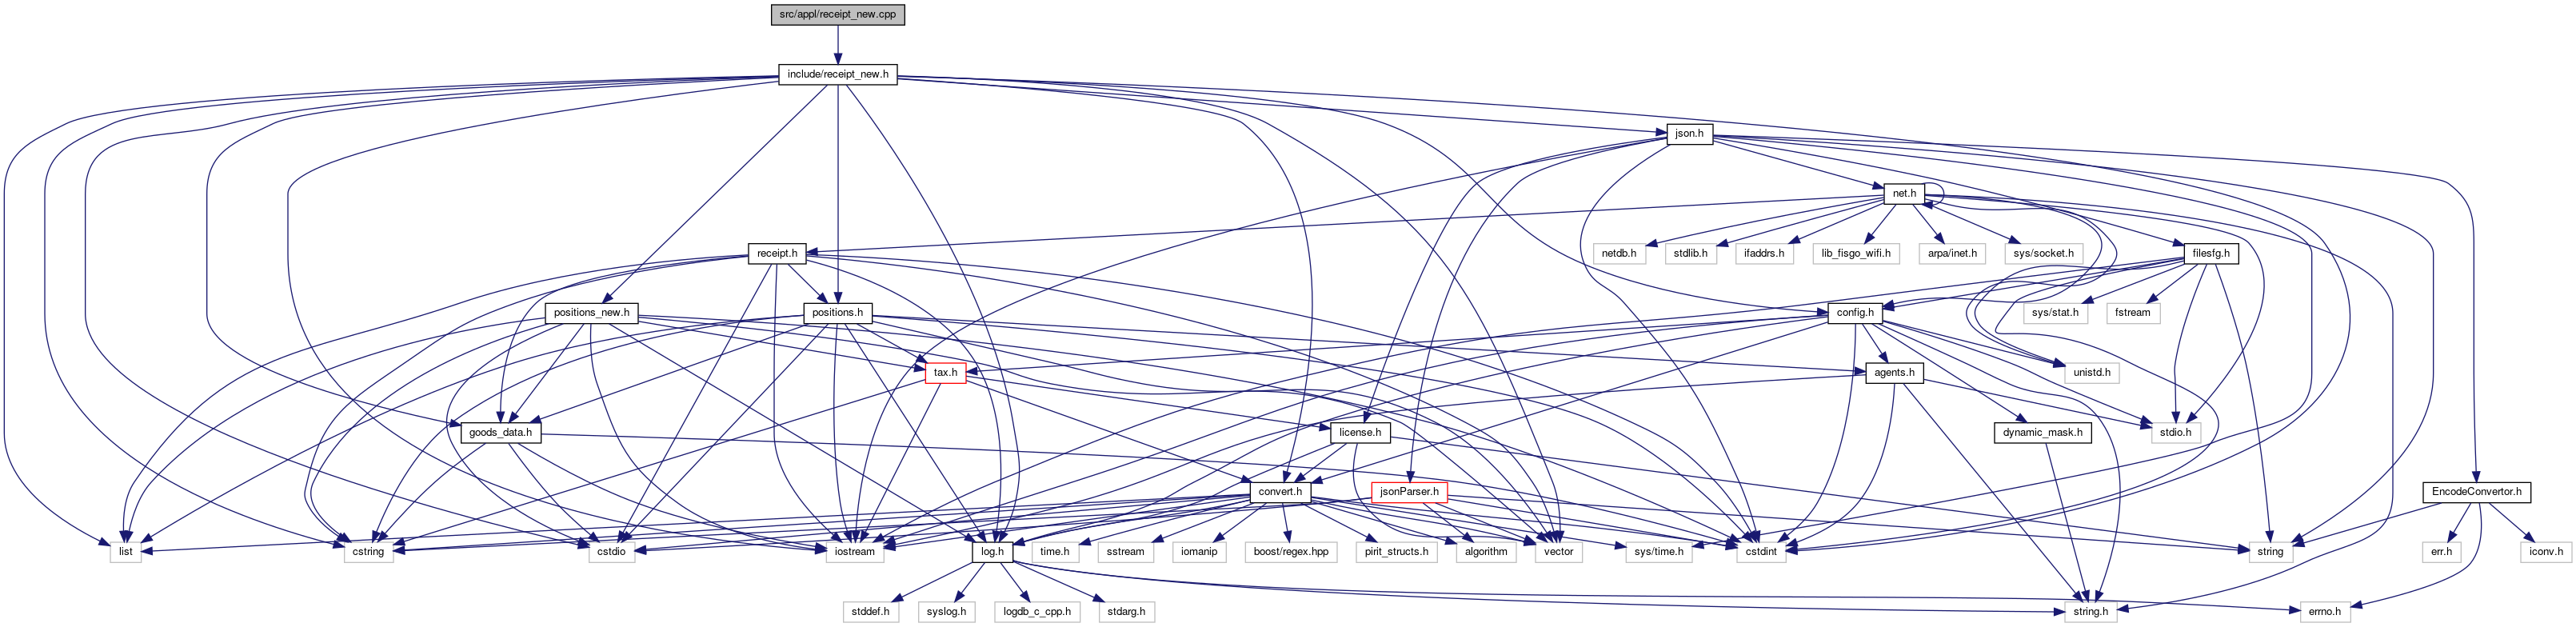 src/appl/receipt_new.cpp
include/receipt_new.h
json.h
net.h
receipt.h
netdb.h
stdlib.h
ifaddrs.h
lib_fisgo_wifi.h
arpa/inet.h
sys/socket.h
filesfg.h
positions_new.h
positions.h
config.h
sys/stat.h
fstream
tax.h
agents.h
unistd.h
goods_data.h
license.h
dynamic_mask.h
stdio.h
convert.h
jsonParser.h
EncodeConvertor.h
list
cstring
cstdio
iostream
log.h
time.h
sstream
iomanip
boost/regex.hpp
pirit_structs.h
algorithm
vector
sys/time.h
cstdint
string
err.h
iconv.h
stddef.h
syslog.h
logdb_c_cpp.h
stdarg.h
string.h
errno.h